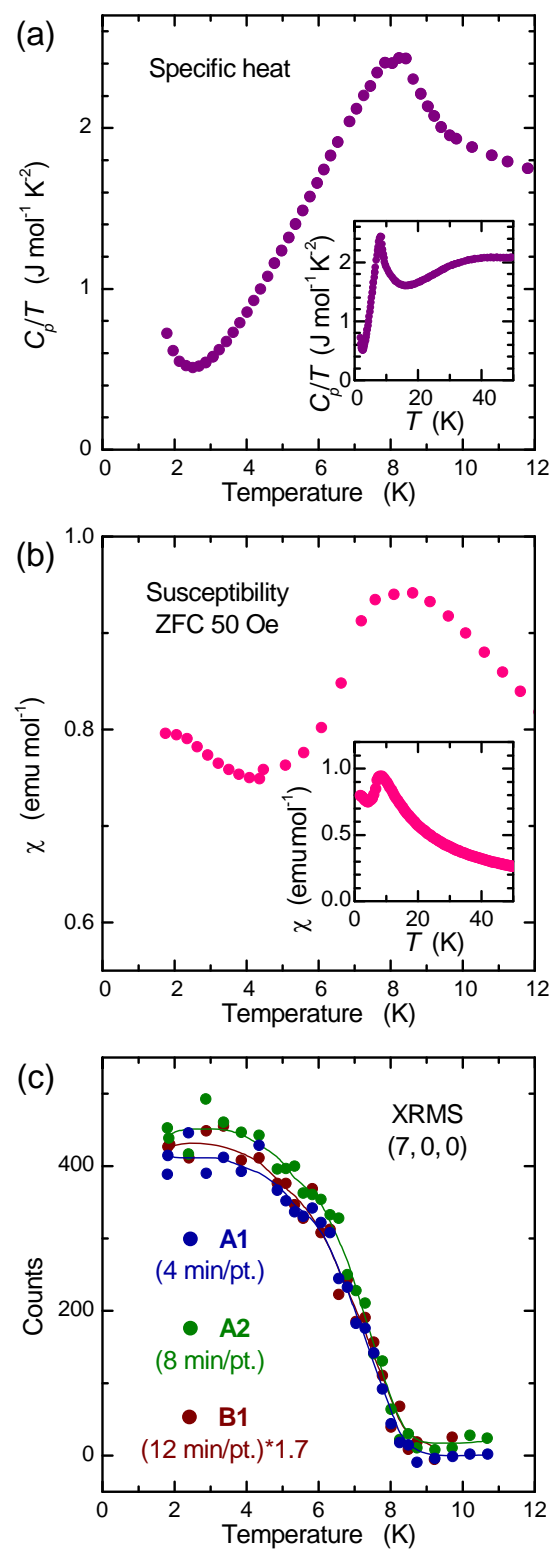 (a)
Specific heat
C_p/T (J mol⁻¹ K⁻²)
2
1
0
0 2 4 6 8 10 12
Temperature (K)
C_p/T (J mol⁻¹K⁻²)
2
1
0
0 20 40
T (K)
(b)
Susceptibility
ZFC 50 Oe
χ (emu mol⁻¹)
1.0
0.8
0.6
0 2 4 6 8 10 12
Temperature (K)
χ (emumol⁻¹)
1.0
0.5
0.0
0 20 40
T (K)
(c)
XRMS
(7, 0, 0)
Counts
400
200
0
A1
(4 min/pt.)
A2
(8 min/pt.)
B1
(12 min/pt.)*1.7
0 2 4 6 8 10 12
Temperature (K)